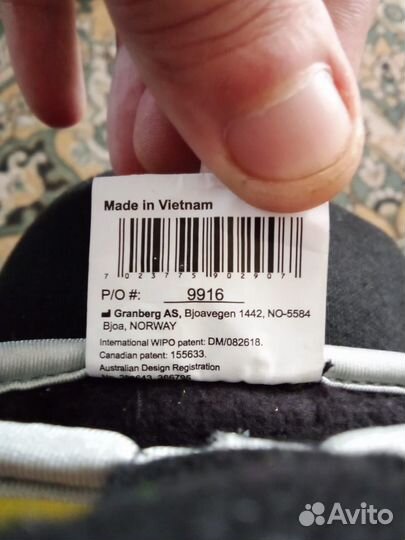 Made in Vietnam
7 023775 902907
P/O #: 9916
Granberg AS, Bjoavegen 1442, NO-5584
Bjoa, NORWAY
International WIPO patent: DM/082618.
Canadian patent: 155633.
Australian Design Registration
Avito